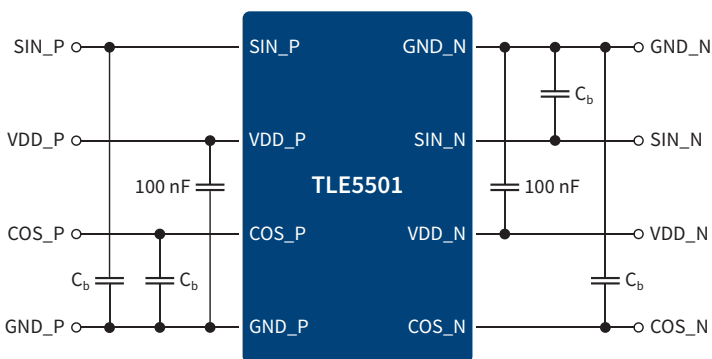 SIN_P SIN_P GND_N GND_N
C_b
VDD_P VDD_P SIN_N SIN_N
100 nF TLE5501 100 nF
COS_P COS_P VDD_N VDD_N
C_b C_b C_b
GND_P GND_P COS_N COS_N